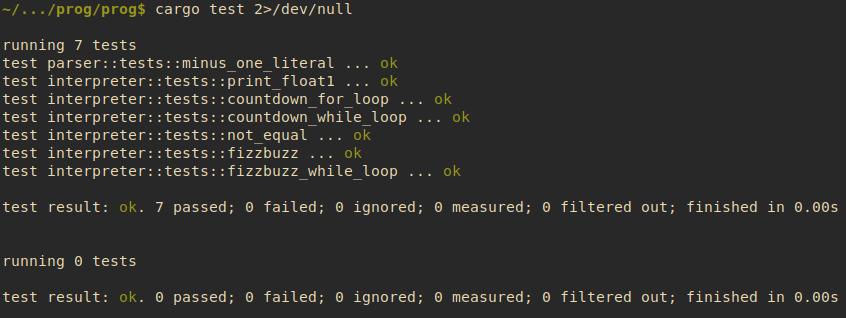 ~/.../prog/prog$ cargo test 2>/dev/null
running 7 tests
test parser::tests::minus_one_literal ... ok
test interpreter::tests::print_float1 ... ok
test interpreter::tests::countdown_for_loop ... ok
test interpreter::tests::countdown_while_loop ... ok
test interpreter::tests::not_equal ... ok
test interpreter::tests::fizzbuzz ... ok
test interpreter::tests::fizzbuzz_while_loop ... ok
test result: ok. 7 passed; 0 failed; 0 ignored; 0 measured; 0 filtered out; finished in 0.00s
running 0 tests
test result: ok. 0 passed; 0 failed; 0 ignored; 0 measured; 0 filtered out; finished in 0.00s